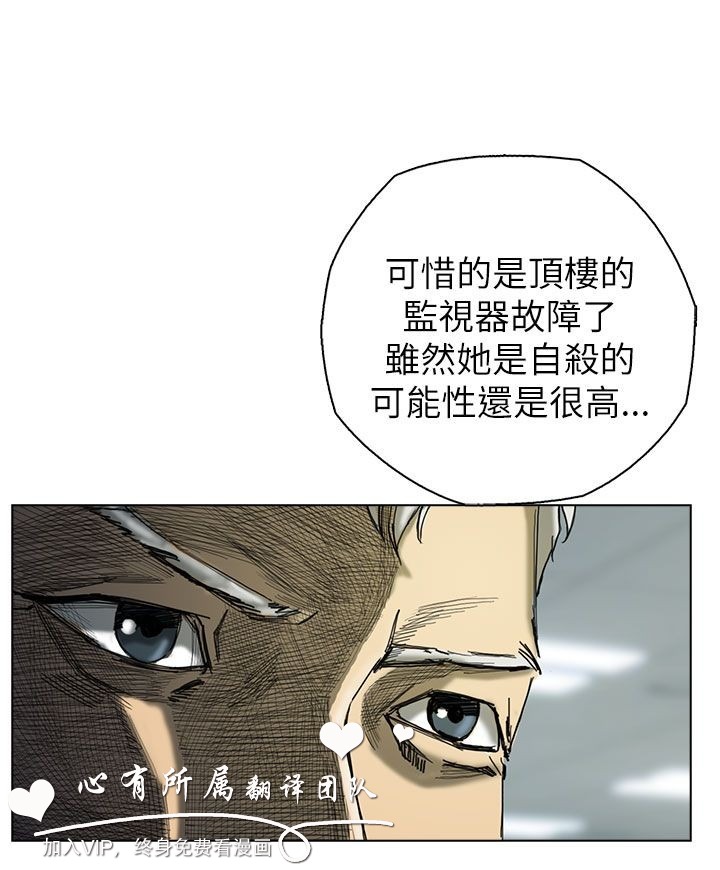 可惜的是頂樓的
監視器故障了
雖然她是自殺的
可能性還是很高...
心有所属翻译团队
加入VIP，终身免费看漫画